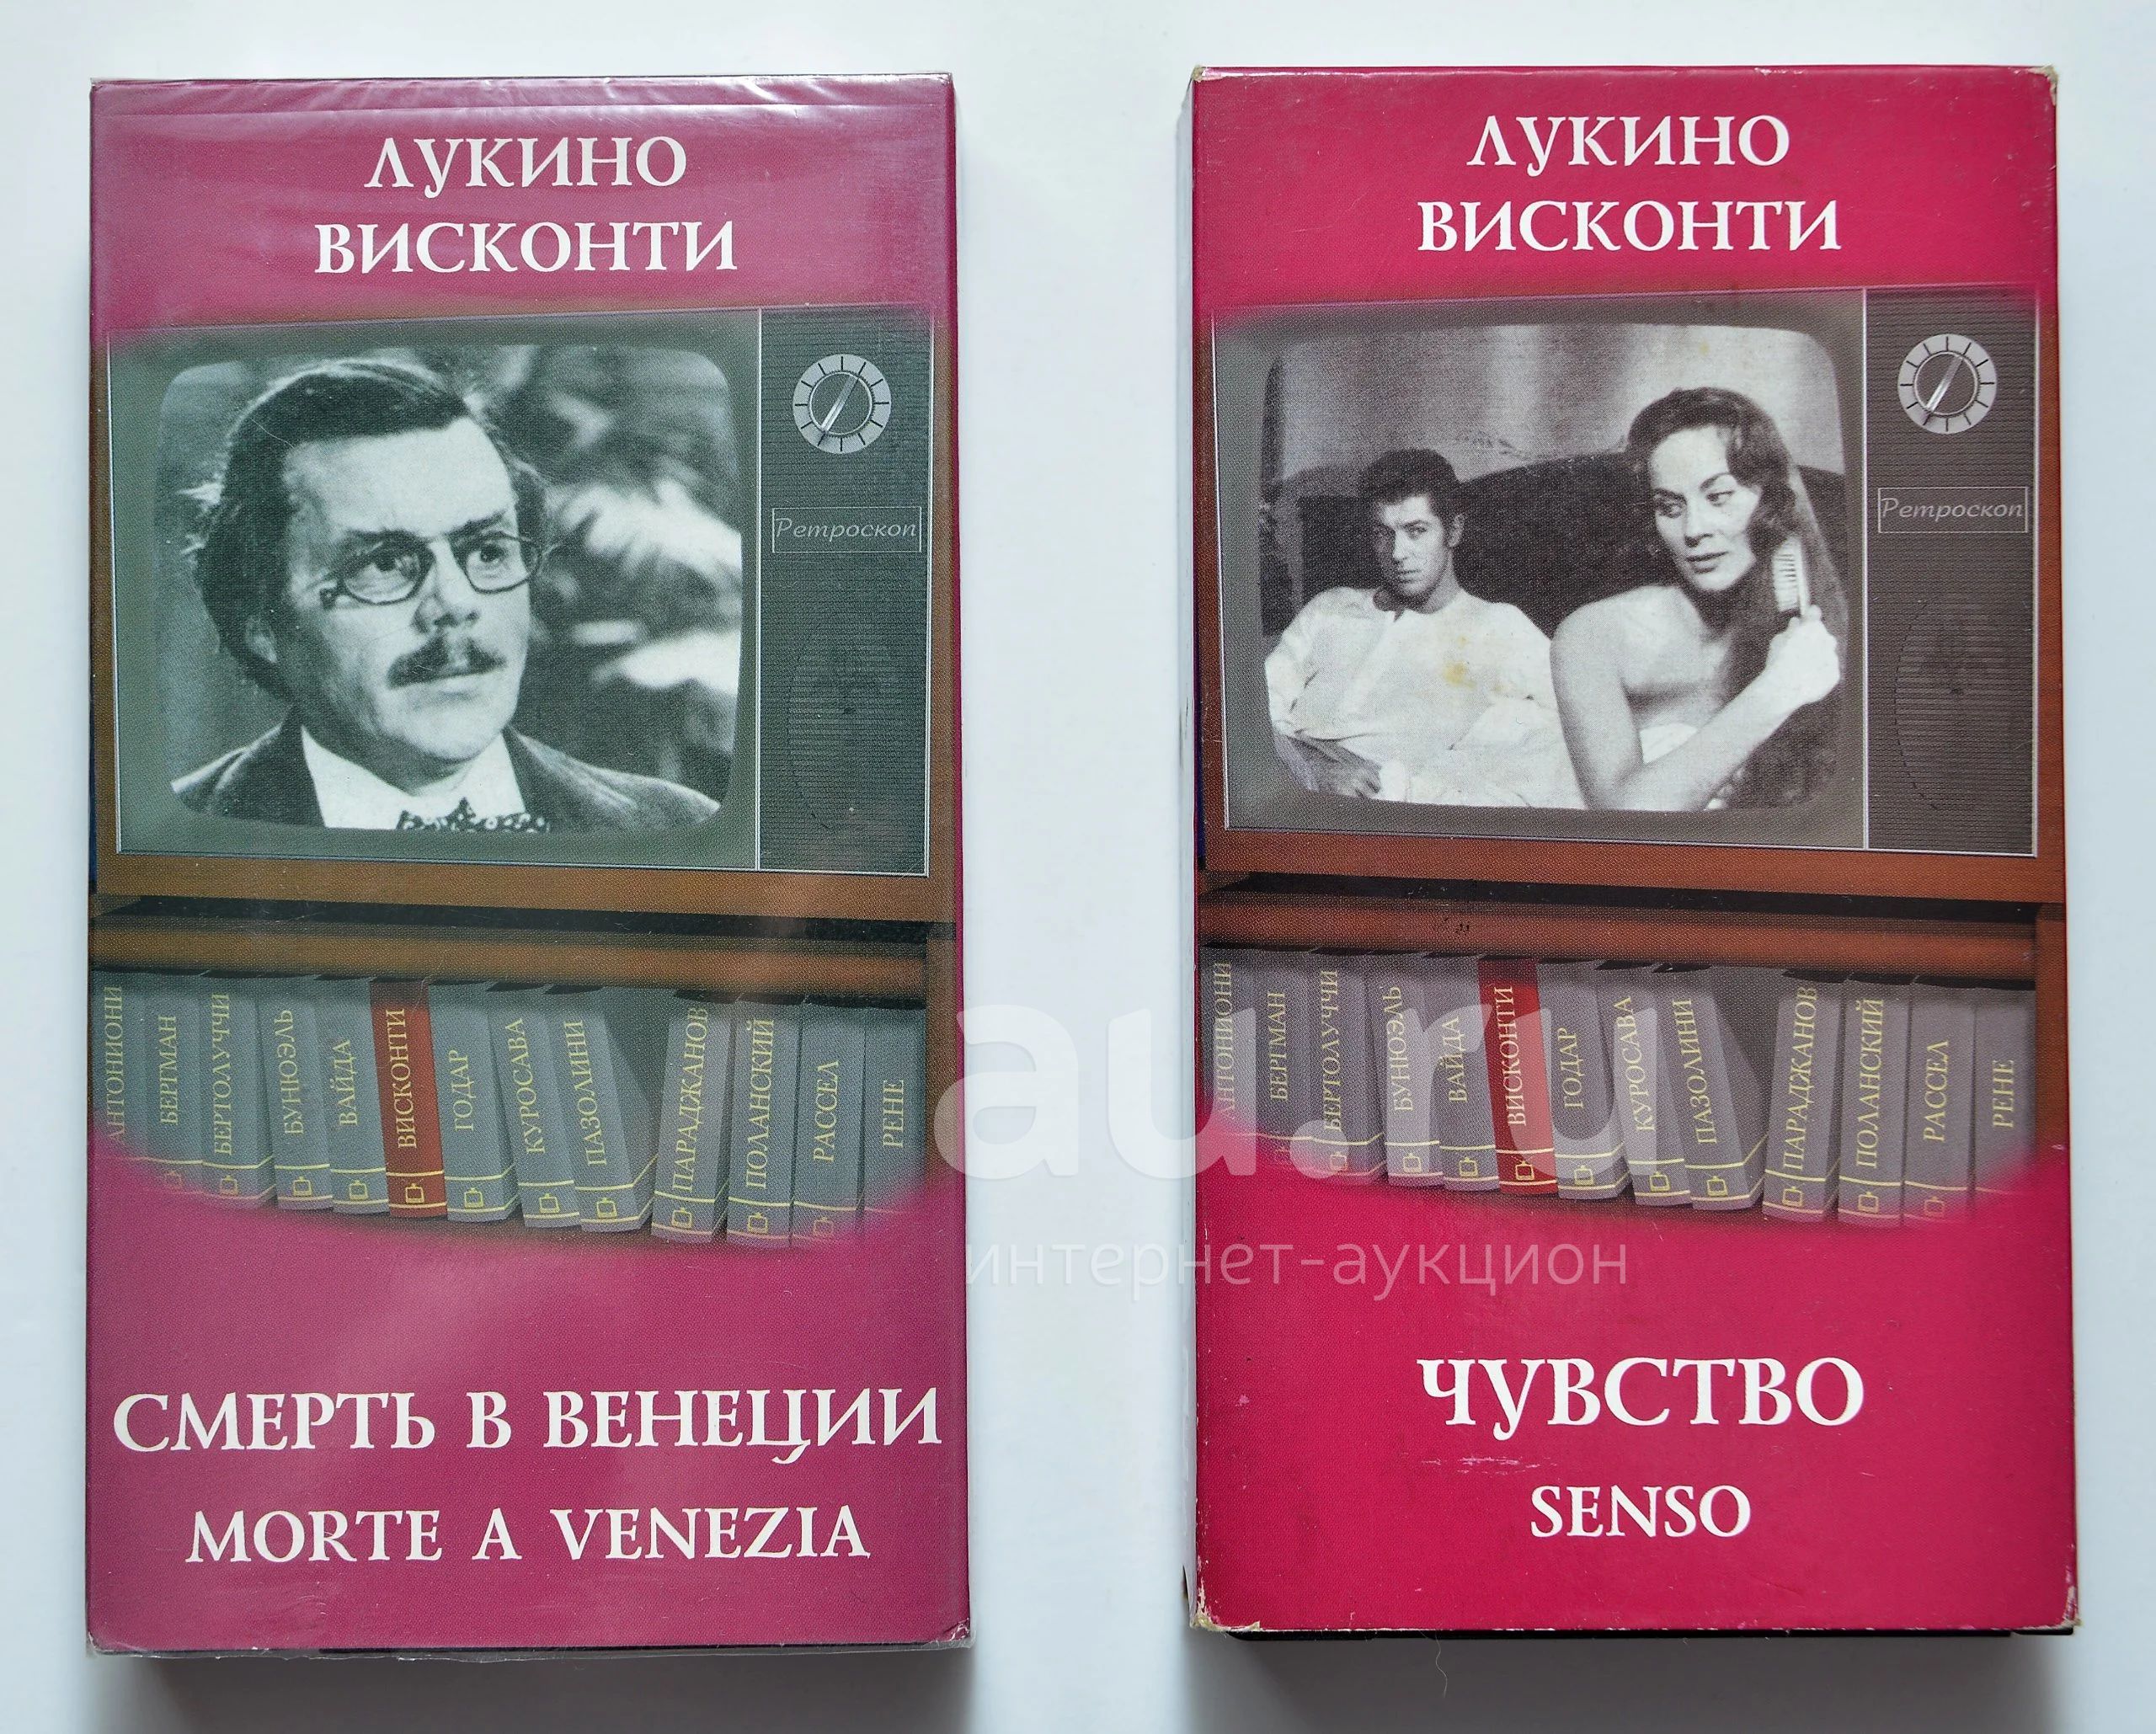 ЛУКИНО
ВИСКОНТИ
Ретроскоп
АНТОНИОНИ
БЕРГМАН
БЕРТОЛУЧЧИ
БУНЮЭЛЬ
ВАЙДА
ВИСКОНТИ
ГОДАР
КУРОСАВА
ПАЗОЛИНИ
ПАРАДЖАНОВ
ПОЛАНСКИЙ
РАССЕЛ
РЕНЕ
СМЕРТЬ В ВЕНЕЦИИ
MORTE A VENEZIA
ЛУКИНО
ВИСКОНТИ
Ретроскоп
АНТОНИОНИ
БЕРГМАН
БЕРТОЛУЧЧИ
БУНЮЭЛЬ
ВАЙДА
ВИСКОНТИ
ГОДАР
КУРОСАВА
ПАЗОЛИНИ
ПАРАДЖАНОВ
ПОЛАНСКИЙ
РАССЕЛ
РЕНЕ
ЧУВСТВО
SENSO
au.ru
интернет-аукцион